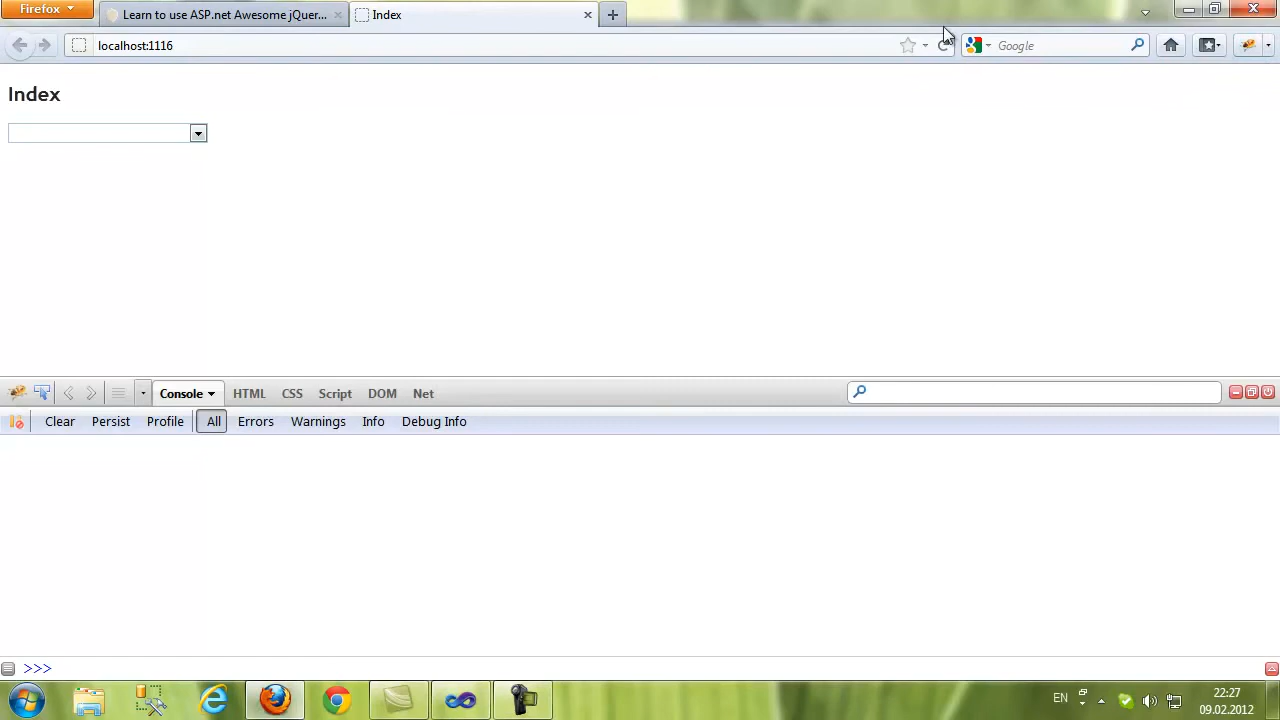 Firefox
Learn to use ASP.net Awesome jQuer...
Index
localhost:1116
Google
Index
Console
HTML
CSS
Script
DOM
Net
Clear
Persist
Profile
All
Errors
Warnings
Info
Debug Info
>>>
EN
22:27
09.02.2012